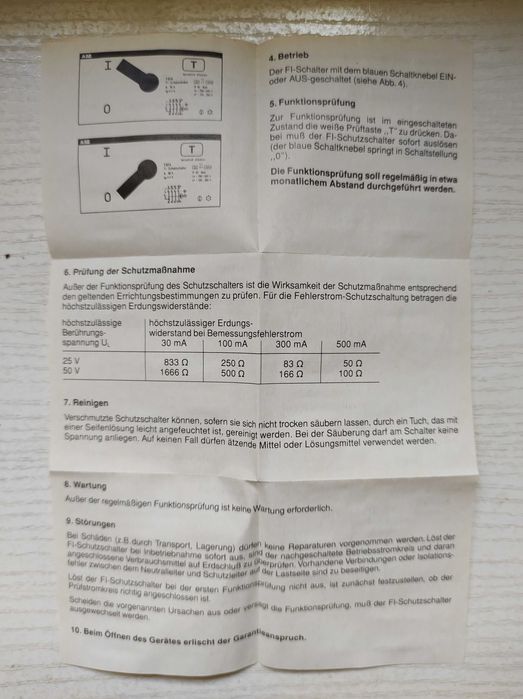 ABB
I
T
O
ABB
I
T
O
4. Betrieb
Der FI-Schalter mit dem blauen Schaltknebel EIN-
oder AUS-geschaltet (siehe Abb. 4).
5. Funktionsprüfung
Zur Funktionsprüfung ist im eingeschalteten
Zustand die weiße Prüftaste „T" zu drücken. Da-
bei muß der FI-Schutzschalter sofort auslösen
(der blaue Schaltknebel springt in Schaltstellung
„0").
Die Funktionsprüfung soll regelmäßig in etwa
monatlichem Abstand durchgeführt werden.
6. Prüfung der Schutzmaßnahme
Außer der Funktionsprüfung des Schutzschalters ist die Wirksamkeit der Schutzmaßnahme entsprechend
den geltenden Errichtungsbestimmungen zu prüfen. Für die Fehlerstrom-Schutzschaltung betragen die
höchstzulässigen Erdungswiderstände:
höchstzulässige höchstzulässiger Erdungs-
Berührungs- widerstand bei Bemessungsfehlerstrom
spannung UL 30 mA 100 mA 300 mA 500 mA
25 V 833 Ω 250 Ω 83 Ω 50 Ω
50 V 1666 Ω 500 Ω 166 Ω 100 Ω
7. Reinigen
Verschmutzte Schutzschalter können, sofern sie sich nicht trocken säubern lassen, durch ein Tuch, das mit
einer Seifenlösung leicht angefeuchtet ist, gereinigt werden. Bei der Säuberung darf am Schalter keine
Spannung anliegen. Auf keinen Fall dürfen ätzende Mittel oder Lösungsmittel verwendet werden.
8. Wartung
Außer der regelmäßigen Funktionsprüfung ist keine Wartung erforderlich.
9. Störungen
Bei Schäden (z.B. durch Transport, Lagerung) dürfen keine Reparaturen vorgenommen werden. Löst der
FI-Schutzschalter bei Inbetriebnahme sofort aus, sind der nachgeschaltete Betriebsstromkreis und daran
angeschlossene Verbrauchsmittel auf Erdschluß zu überprüfen. Vorhandene Verbindungen oder Isolations-
fehler zwischen dem Neutralleiter und Schutzleiter auf der Lastseite sind zu beseitigen.
Löst der FI-Schutzschalter bei der ersten Funktionsprüfung nicht aus, ist zunächst festzustellen, ob der
Prüfstromkreis richtig angeschlossen ist.
Scheiden die vorgenannten Ursachen aus oder versagt die Funktionsprüfung, muß der FI-Schutzschalter
ausgewechselt werden.
10. Beim Öffnen des Gerätes erlischt der Garantieanspruch.